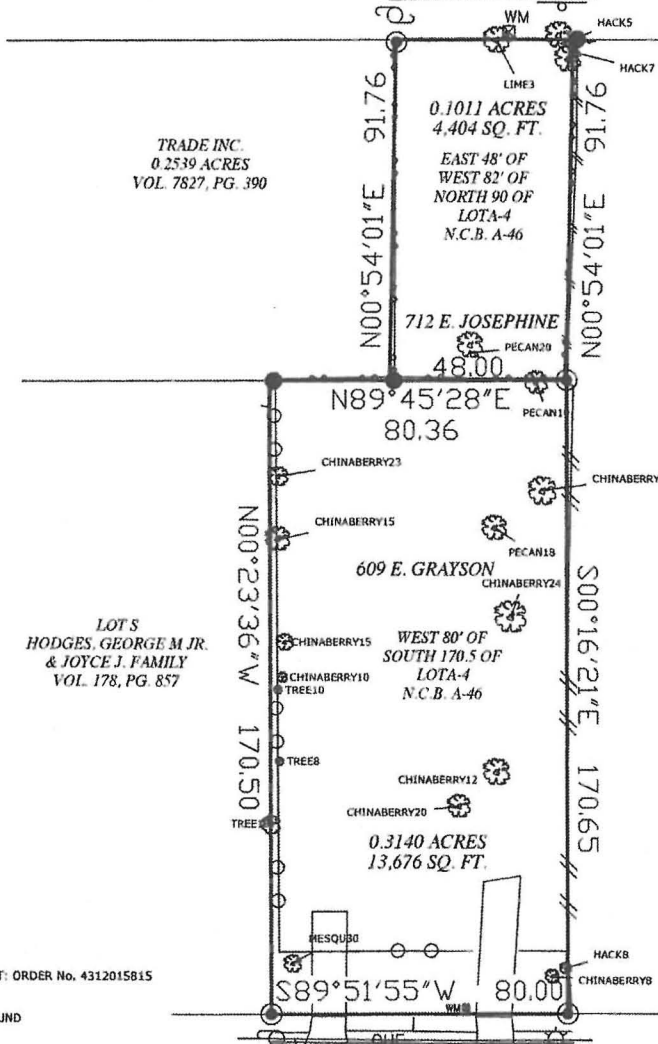 WM
HACK5
HACK7
LIME3
91.76
0.1011 ACRES
4,404 SQ. FT.
91.76
TRADE INC.
0.2539 ACRES
VOL. 7827, PG. 390
EAST 48' OF
WEST 82' OF
NORTH 90 OF
LOTA-4
N.C.B. A-46
N00°54'01"E
N00°54'01"E
712 E. JOSEPHINE
PECAN20
48.00
N89°45'28"E
PECAN1
80.36
CHINABERRY23
CHINABERRY
CHINABERRY15
PECAN18
609 E. GRAYSON
CHINABERRY24
N00°23'36"W
S00°16'21"E
LOT S
HODGES, GEORGE M JR.
& JOYCE J. FAMILY
VOL. 178, PG. 857
WEST 80' OF
SOUTH 170.5 OF
LOTA-4
N.C.B. A-46
CHINABERRY15
CHINABERRY10
TREE10
170.50
170.65
TREE8
CHINABERRY12
CHINABERRY20
TREE1
0.3140 ACRES
13,676 SQ. FT.
MESQU30
HACK8
CHINABERRY8
T: ORDER No. 4312015815
S89°51'55"W
80.00
WM
UND
OHE